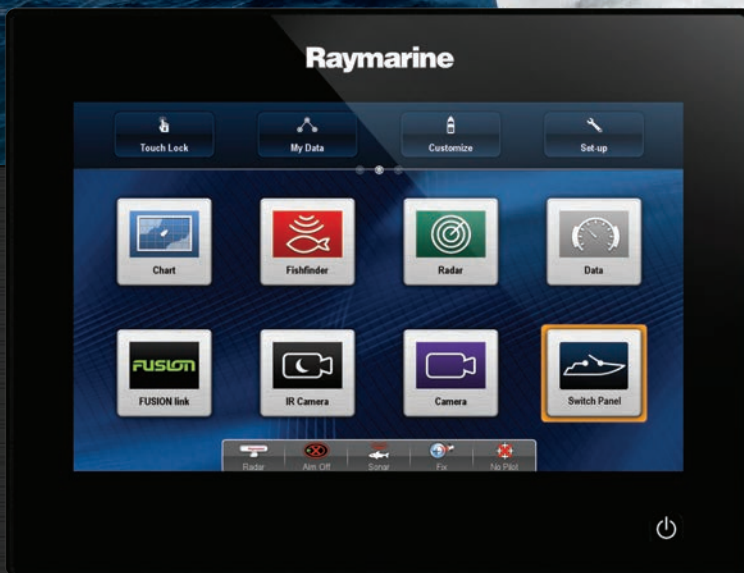 Raymarine
Touch Lock
My Data
Customize
Set-up
Chart
Fishfinder
Radar
Data
FUSION
FUSION link
IR Camera
Camera
Switch Panel
Radar
Aim Off
Sonar
Fix
No Pilot